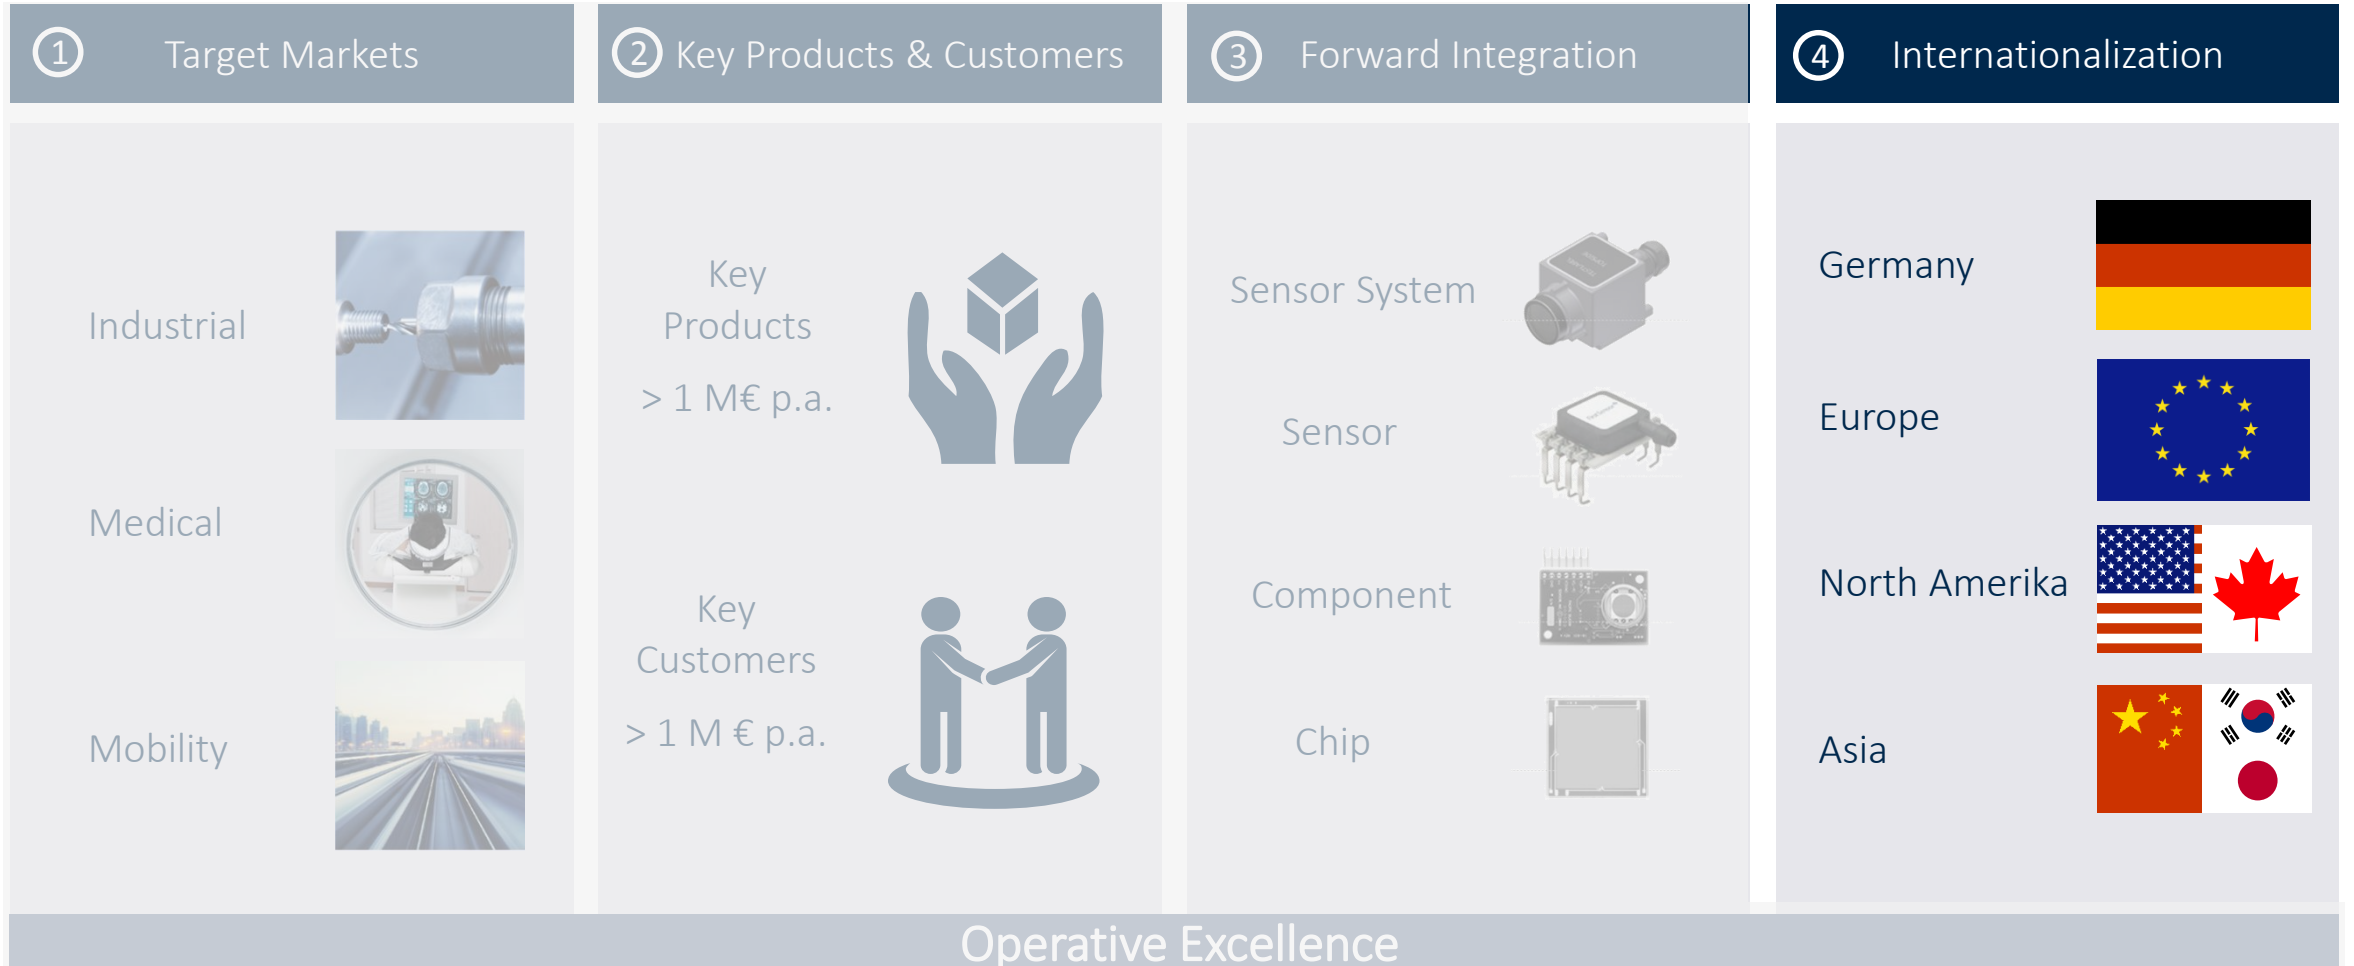 1 Target Markets
Industrial
Medical
Mobility
2 Key Products & Customers
Key
Products
> 1 M€ p.a.
Key
Customers
> 1 M € p.a.
3 Forward Integration
Sensor System
Sensor
Component
Chip
4 Internationalization
Germany
Europe
North Amerika
Asia
Operative Excellence